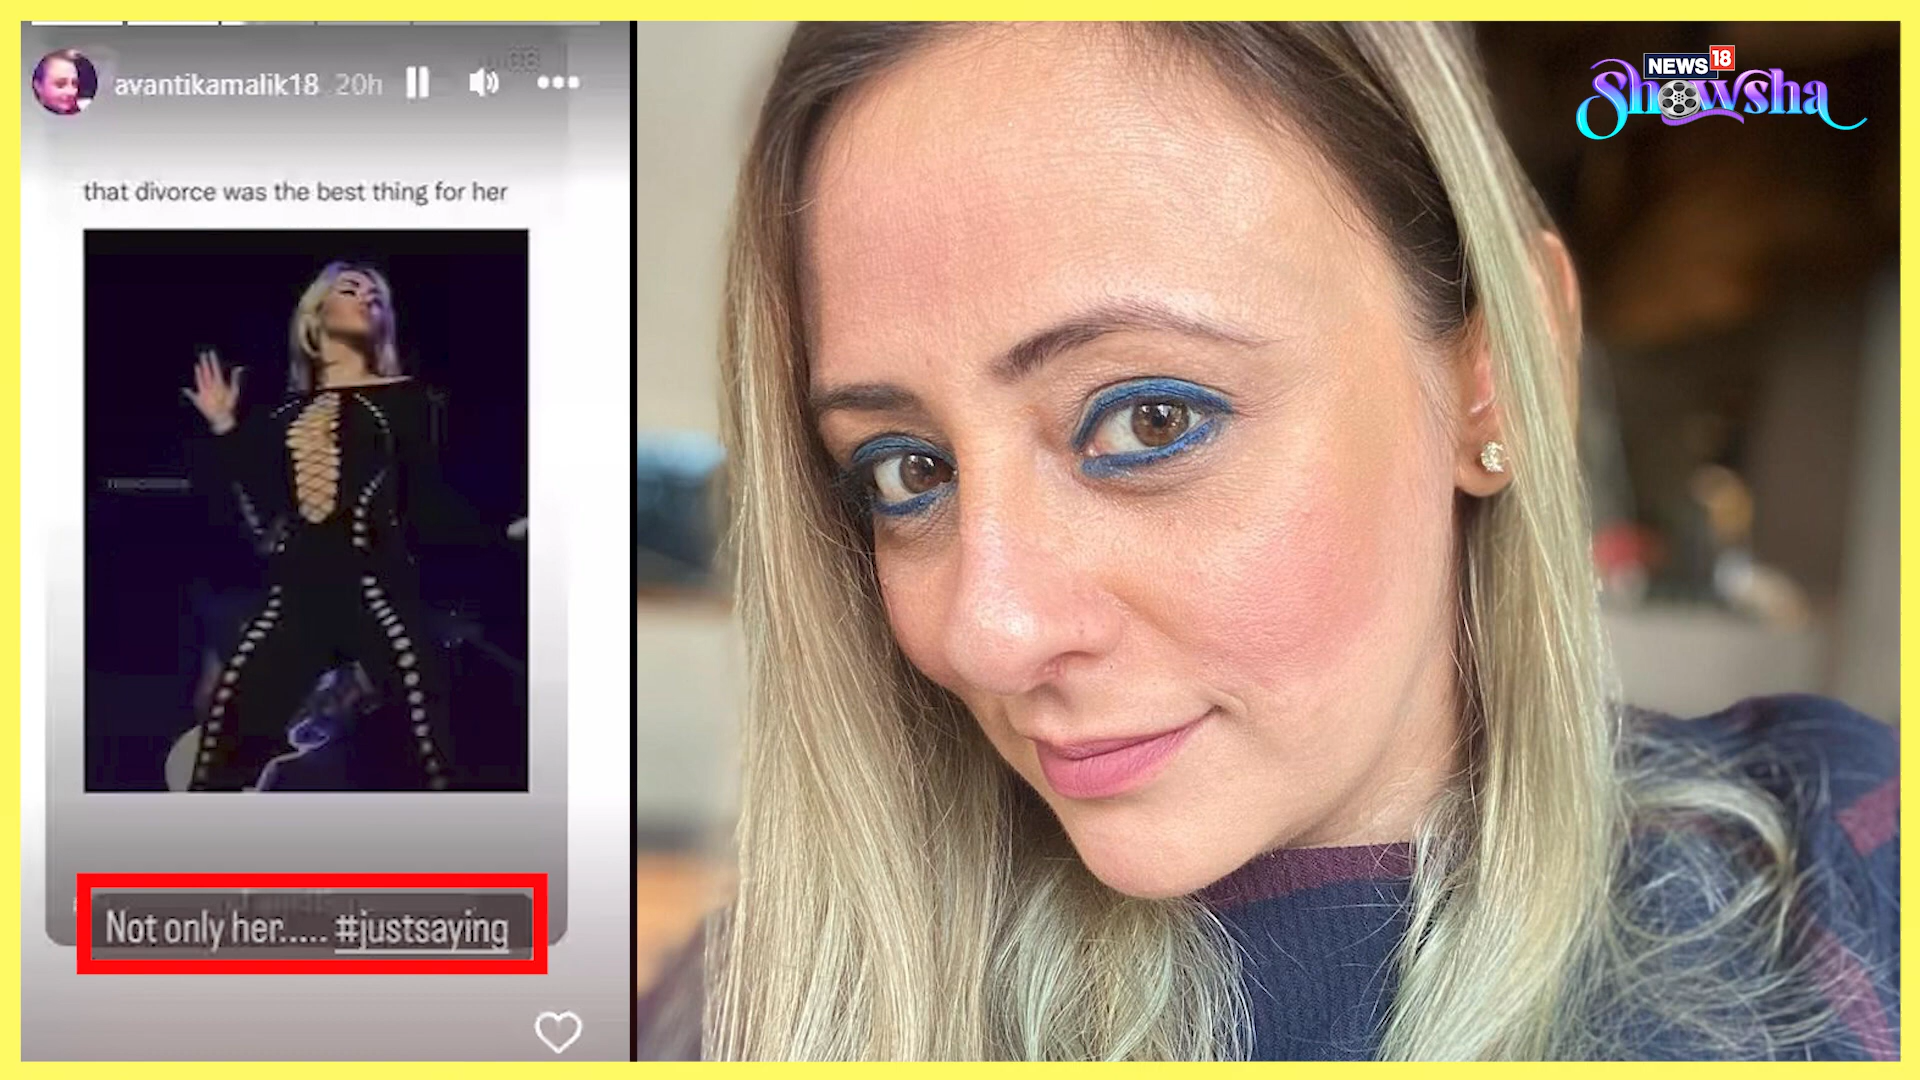 avantikamalik18 20h
that divorce was the best thing for her
Not only her..... #justsaying
NEWS18
Showsha